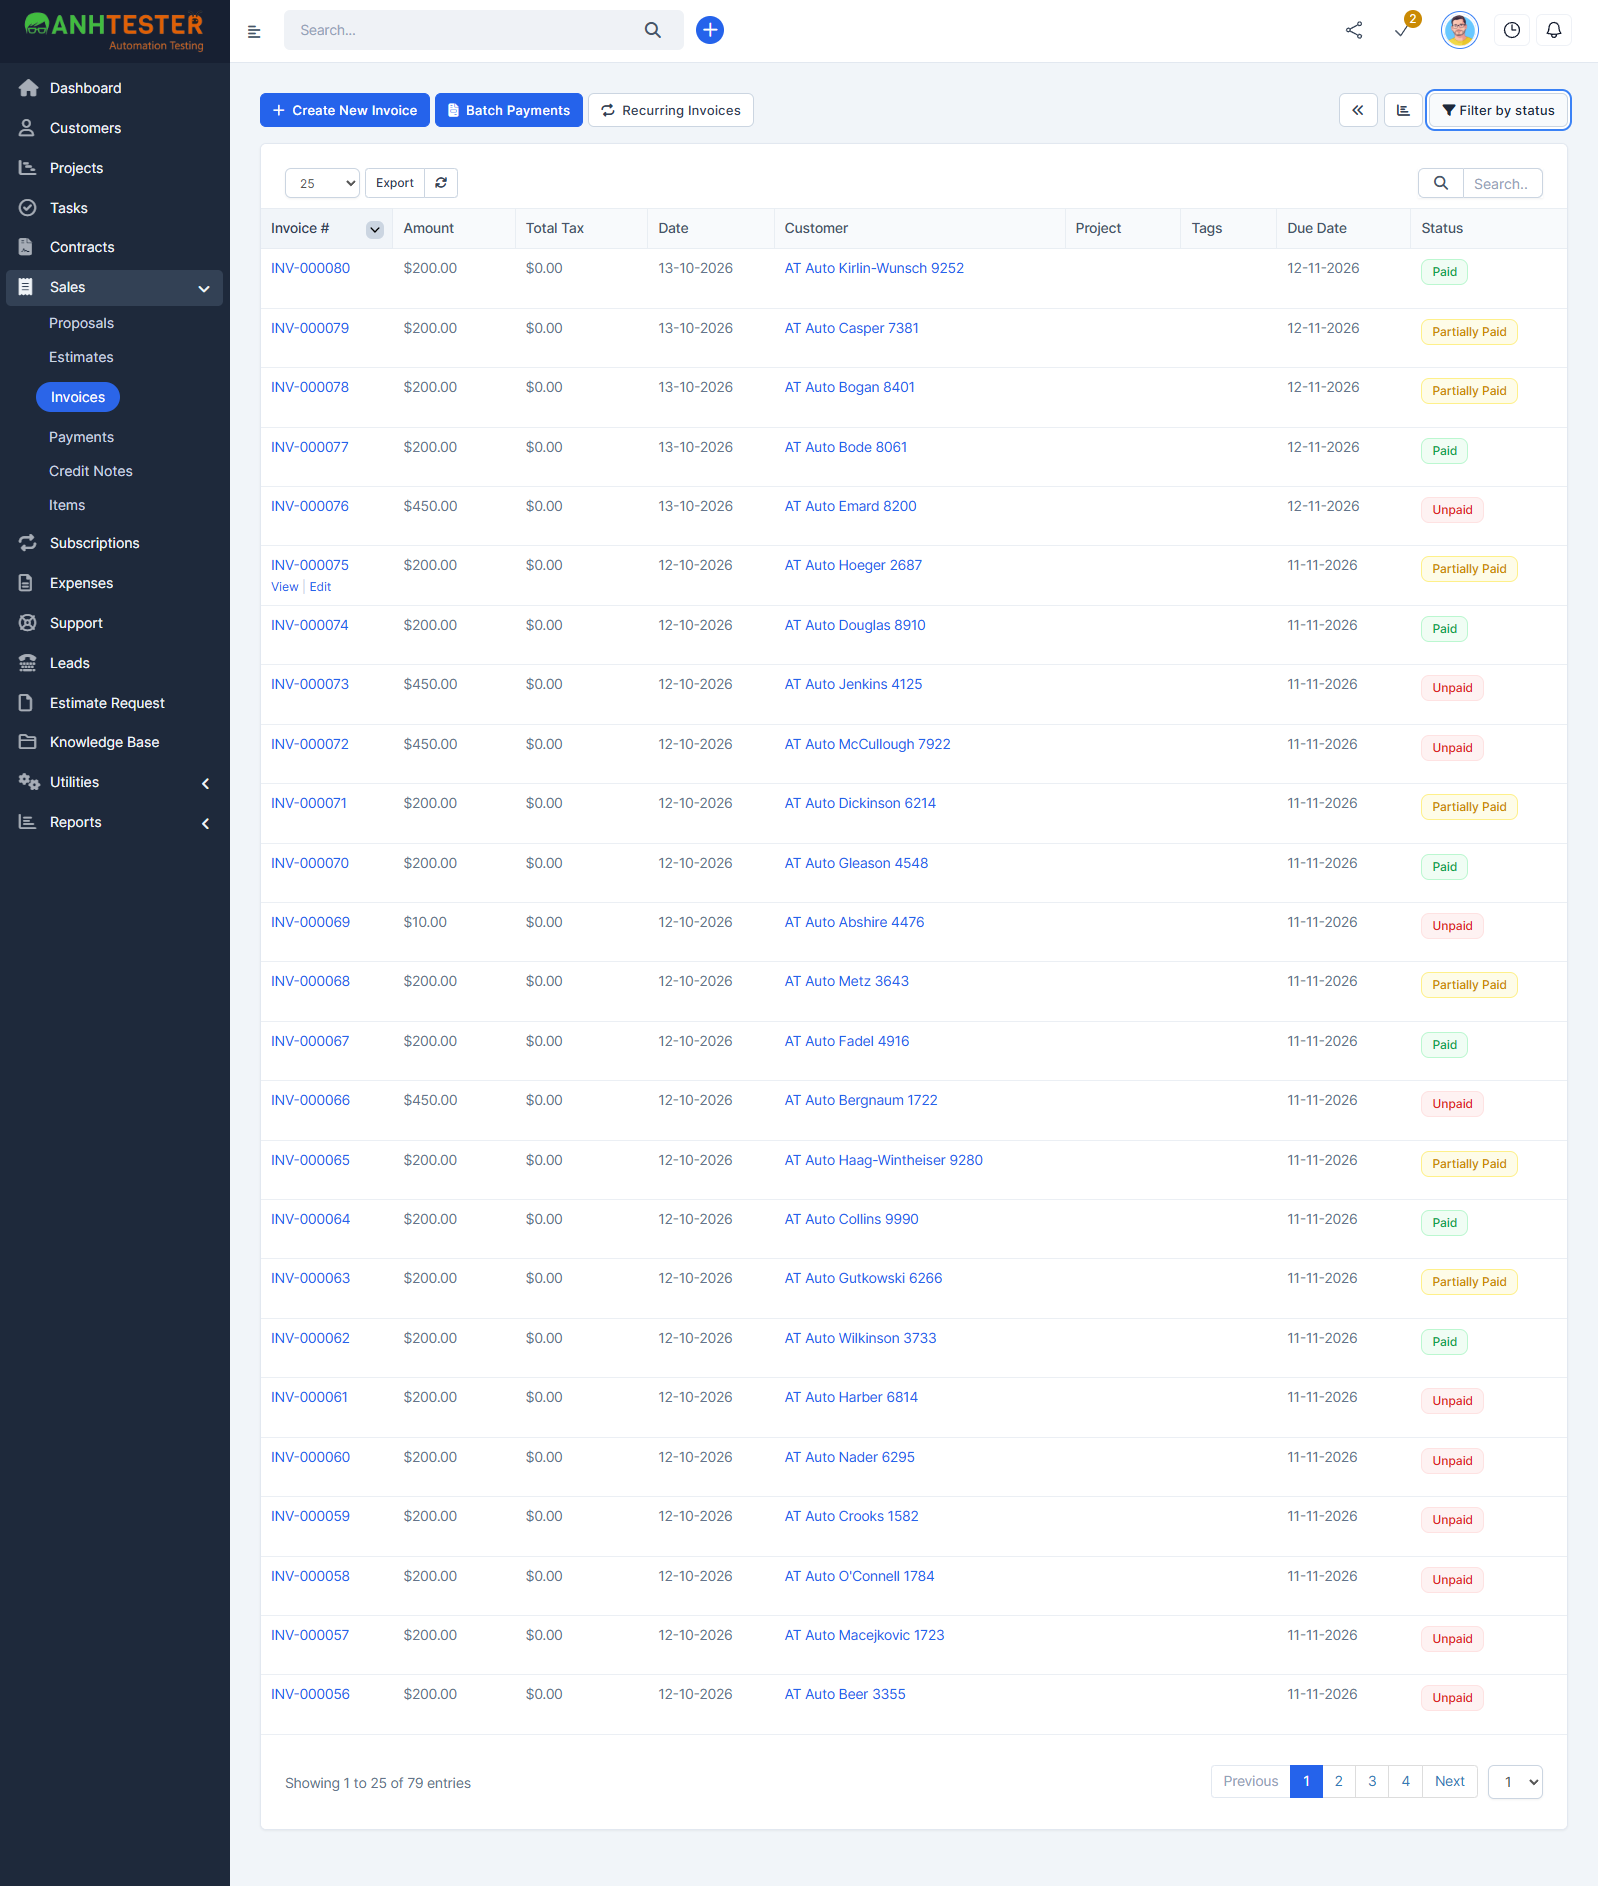 ANHTESTER
Automation Testing
Search...
2
Dashboard
Customers
Projects
Tasks
Contracts
Sales
Proposals
Estimates
Invoices
Payments
Credit Notes
Items
Subscriptions
Expenses
Support
Leads
Estimate Request
Knowledge Base
Utilities
Reports
Create New Invoice Batch Payments Recurring Invoices Filter by status
25 Export Search..
Invoice # Amount Total Tax Date Customer Project Tags Due Date Status
INV-000080 $200.00 $0.00 13-10-2026 AT Auto Kirlin-Wunsch 9252 12-11-2026 Paid
INV-000079 $200.00 $0.00 13-10-2026 AT Auto Casper 7381 12-11-2026 Partially Paid
INV-000078 $200.00 $0.00 13-10-2026 AT Auto Bogan 8401 12-11-2026 Partially Paid
INV-000077 $200.00 $0.00 13-10-2026 AT Auto Bode 8061 12-11-2026 Paid
INV-000076 $450.00 $0.00 13-10-2026 AT Auto Emard 8200 12-11-2026 Unpaid
INV-000075 $200.00 $0.00 12-10-2026 AT Auto Hoeger 2687 11-11-2026 Partially Paid
View | Edit
INV-000074 $200.00 $0.00 12-10-2026 AT Auto Douglas 8910 11-11-2026 Paid
INV-000073 $450.00 $0.00 12-10-2026 AT Auto Jenkins 4125 11-11-2026 Unpaid
INV-000072 $450.00 $0.00 12-10-2026 AT Auto McCullough 7922 11-11-2026 Unpaid
INV-000071 $200.00 $0.00 12-10-2026 AT Auto Dickinson 6214 11-11-2026 Partially Paid
INV-000070 $200.00 $0.00 12-10-2026 AT Auto Gleason 4548 11-11-2026 Paid
INV-000069 $10.00 $0.00 12-10-2026 AT Auto Abshire 4476 11-11-2026 Unpaid
INV-000068 $200.00 $0.00 12-10-2026 AT Auto Metz 3643 11-11-2026 Partially Paid
INV-000067 $200.00 $0.00 12-10-2026 AT Auto Fadel 4916 11-11-2026 Paid
INV-000066 $450.00 $0.00 12-10-2026 AT Auto Bergnaum 1722 11-11-2026 Unpaid
INV-000065 $200.00 $0.00 12-10-2026 AT Auto Haag-Wintheiser 9280 11-11-2026 Partially Paid
INV-000064 $200.00 $0.00 12-10-2026 AT Auto Collins 9990 11-11-2026 Paid
INV-000063 $200.00 $0.00 12-10-2026 AT Auto Gutkowski 6266 11-11-2026 Partially Paid
INV-000062 $200.00 $0.00 12-10-2026 AT Auto Wilkinson 3733 11-11-2026 Paid
INV-000061 $200.00 $0.00 12-10-2026 AT Auto Harber 6814 11-11-2026 Unpaid
INV-000060 $200.00 $0.00 12-10-2026 AT Auto Nader 6295 11-11-2026 Unpaid
INV-000059 $200.00 $0.00 12-10-2026 AT Auto Crooks 1582 11-11-2026 Unpaid
INV-000058 $200.00 $0.00 12-10-2026 AT Auto O'Connell 1784 11-11-2026 Unpaid
INV-000057 $200.00 $0.00 12-10-2026 AT Auto Macejkovic 1723 11-11-2026 Unpaid
INV-000056 $200.00 $0.00 12-10-2026 AT Auto Beer 3355 11-11-2026 Unpaid
Showing 1 to 25 of 79 entries Previous 1 2 3 4 Next 1